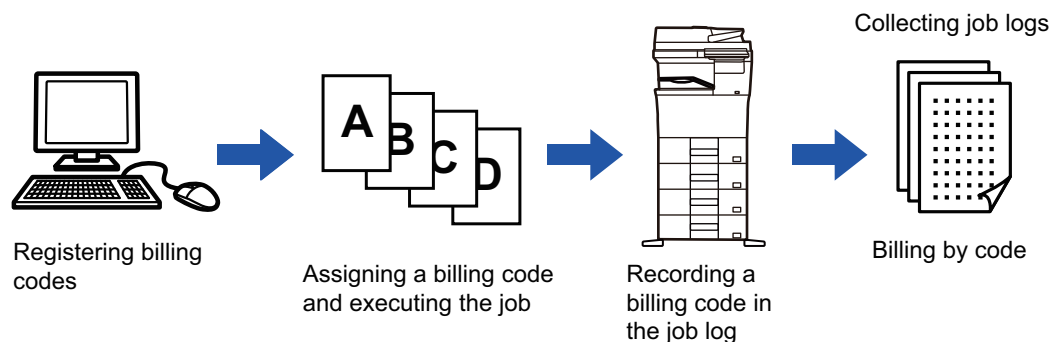 Collecting job logs
A
B
C
D
Registering billing
codes
Assigning a billing code
and executing the job
Recording a
billing code in
the job log
Billing by code